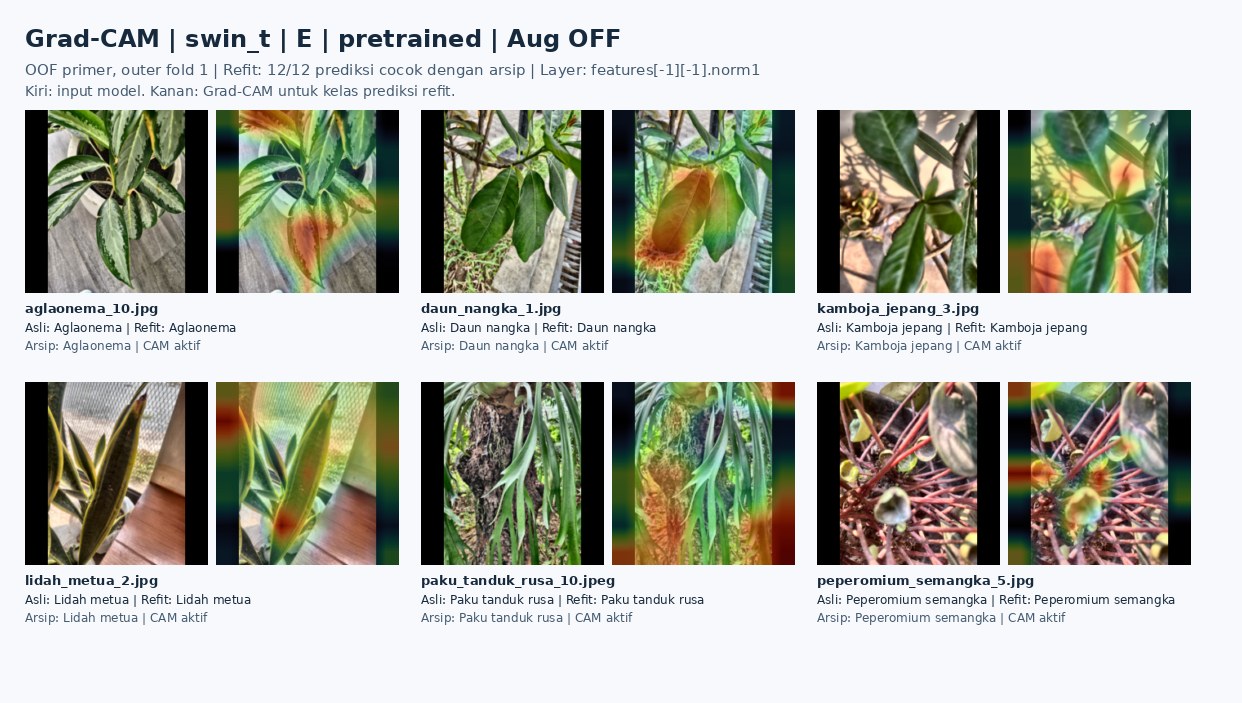 Grad-CAM | swin_t | E | pretrained | Aug OFF
OOF primer, outer fold 1 | Refit: 12/12 prediksi cocok dengan arsip | Layer: features[-1][-1].norm1
Kiri: input model. Kanan: Grad-CAM untuk kelas prediksi refit.
aglaonema_10.jpg
Asli: Aglaonema | Refit: Aglaonema
Arsip: Aglaonema | CAM aktif
daun_nangka_1.jpg
Asli: Daun nangka | Refit: Daun nangka
Arsip: Daun nangka | CAM aktif
kamboja_jepang_3.jpg
Asli: Kamboja jepang | Refit: Kamboja jepang
Arsip: Kamboja jepang | CAM aktif
lidah_metua_2.jpg
Asli: Lidah metua | Refit: Lidah metua
Arsip: Lidah metua | CAM aktif
paku_tanduk_rusa_10.jpeg
Asli: Paku tanduk rusa | Refit: Paku tanduk rusa
Arsip: Paku tanduk rusa | CAM aktif
peperomium_semangka_5.jpg
Asli: Peperomium semangka | Refit: Peperomium semangka
Arsip: Peperomium semangka | CAM aktif